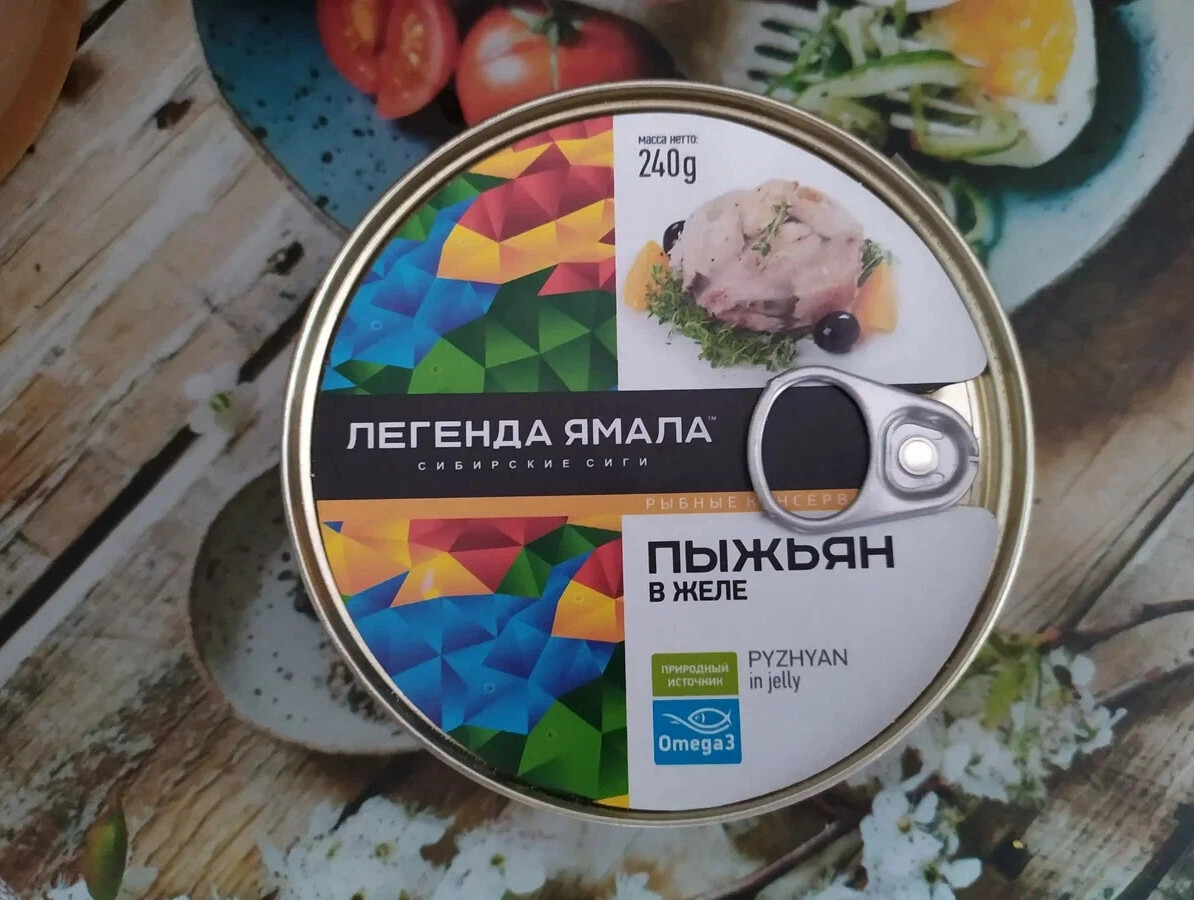 масса нетто:
240g
ЛЕГЕНДА ЯМАЛА™
СИБИРСКИЕ СИГИ
РЫБНЫЕ
ПЫЖЬЯН
В ЖЕЛЕ
ПРИРОДНЫЙ
ИСТОЧНИК
PYZHYAN
in jelly
Omega3